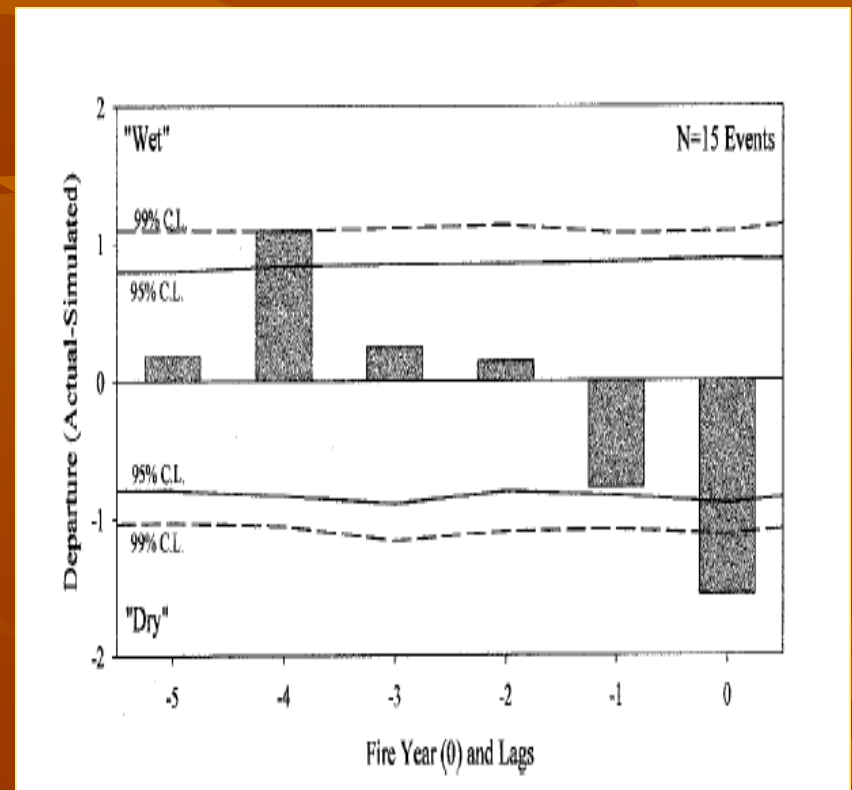 2
"Wet"
N=15 Events
99% C.L.
1
95% C.L.
0
95% C.L.
-1
99% C.L.
"Dry"
-2
-5 -4 -3 -2 -1 0
Fire Year (0) and Lags
Departure (Actual-Simulated)